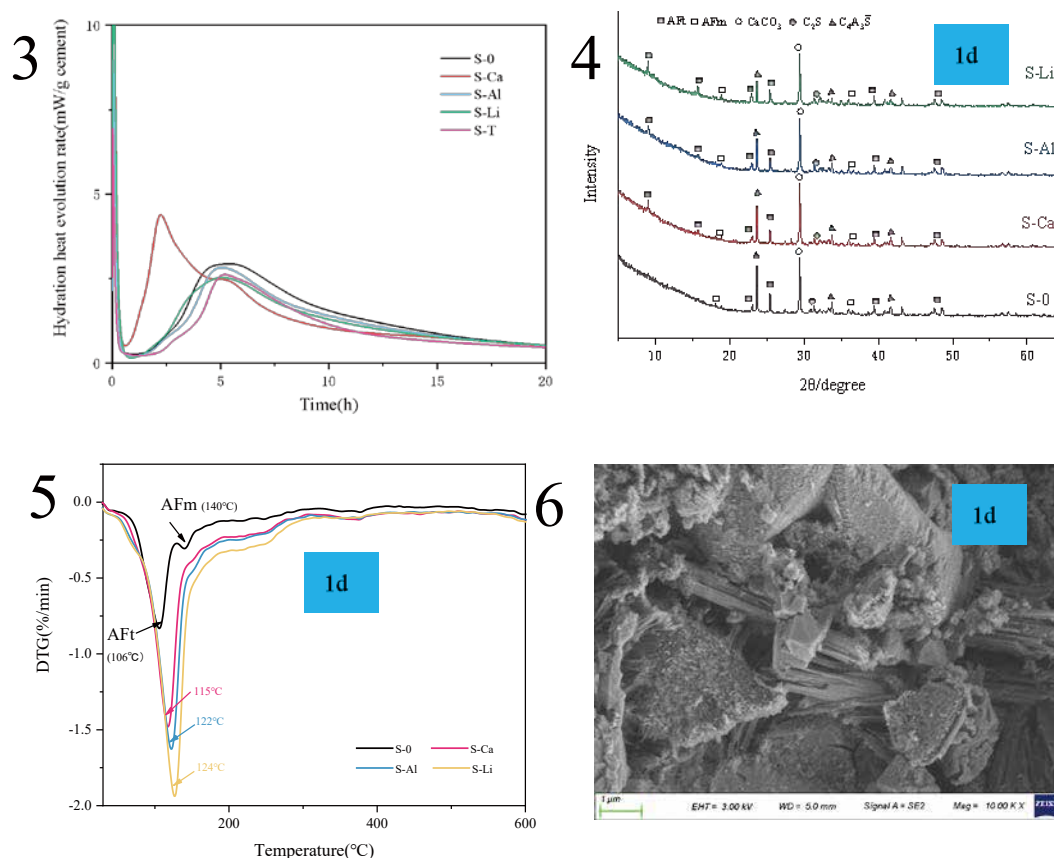 3
10
5
0
0
5
10
15
20
Hydration heat evolution rate(mW/g cement)
Time(h)
S-0
S-Ca
S-Al
S-Li
S-T
4
AFt AFm CaCO₃ C₂S C₄A₃S̄
1d
S-Li
S-Al
S-Ca
S-0
Intensity
10 20 30 40 50 60
2θ/degree
5
0.0
-0.5
-1.0
-1.5
-2.0
DTG(%/min)
AFm (140℃)
1d
AFt
(106℃)
115℃
122℃
124℃
S-0 S-Ca
S-Al S-Li
200 400 600
Temperature(℃)
6
1d
1 μm
EHT = 3.00 kV WD = 5.0 mm Signal A = SE2 Mag = 10.00 K X
ZEISS